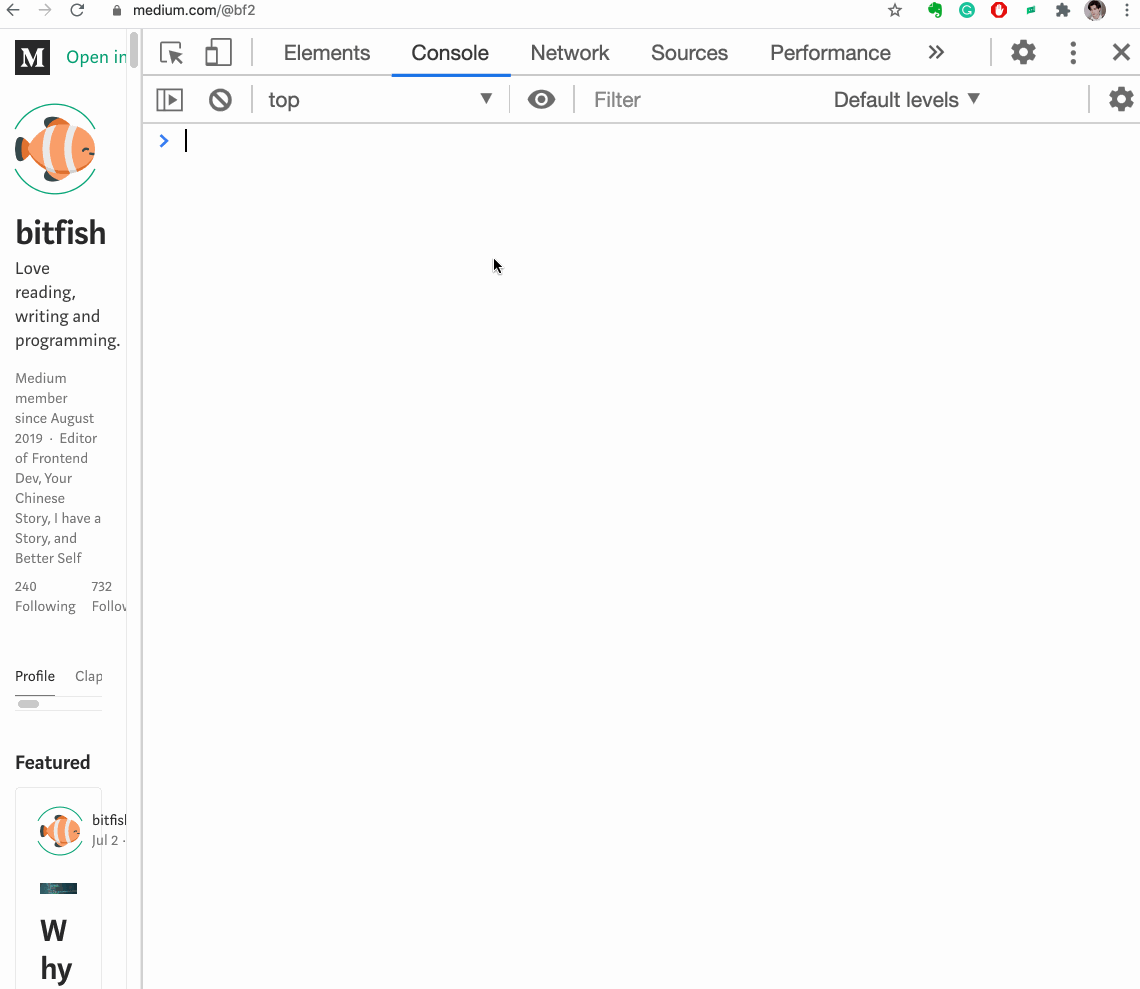 medium.com/@bf2
M Open in
Elements Console Network Sources Performance »
top Filter Default levels
bitfish
Love
reading,
writing and
programming.
Medium
member
since August
2019 · Editor
of Frontend
Dev, Your
Chinese
Story, I have a
Story, and
Better Self
240 732
Following Follow
Profile Clap
Featured
bitfish
Jul 2 ·
W
hy